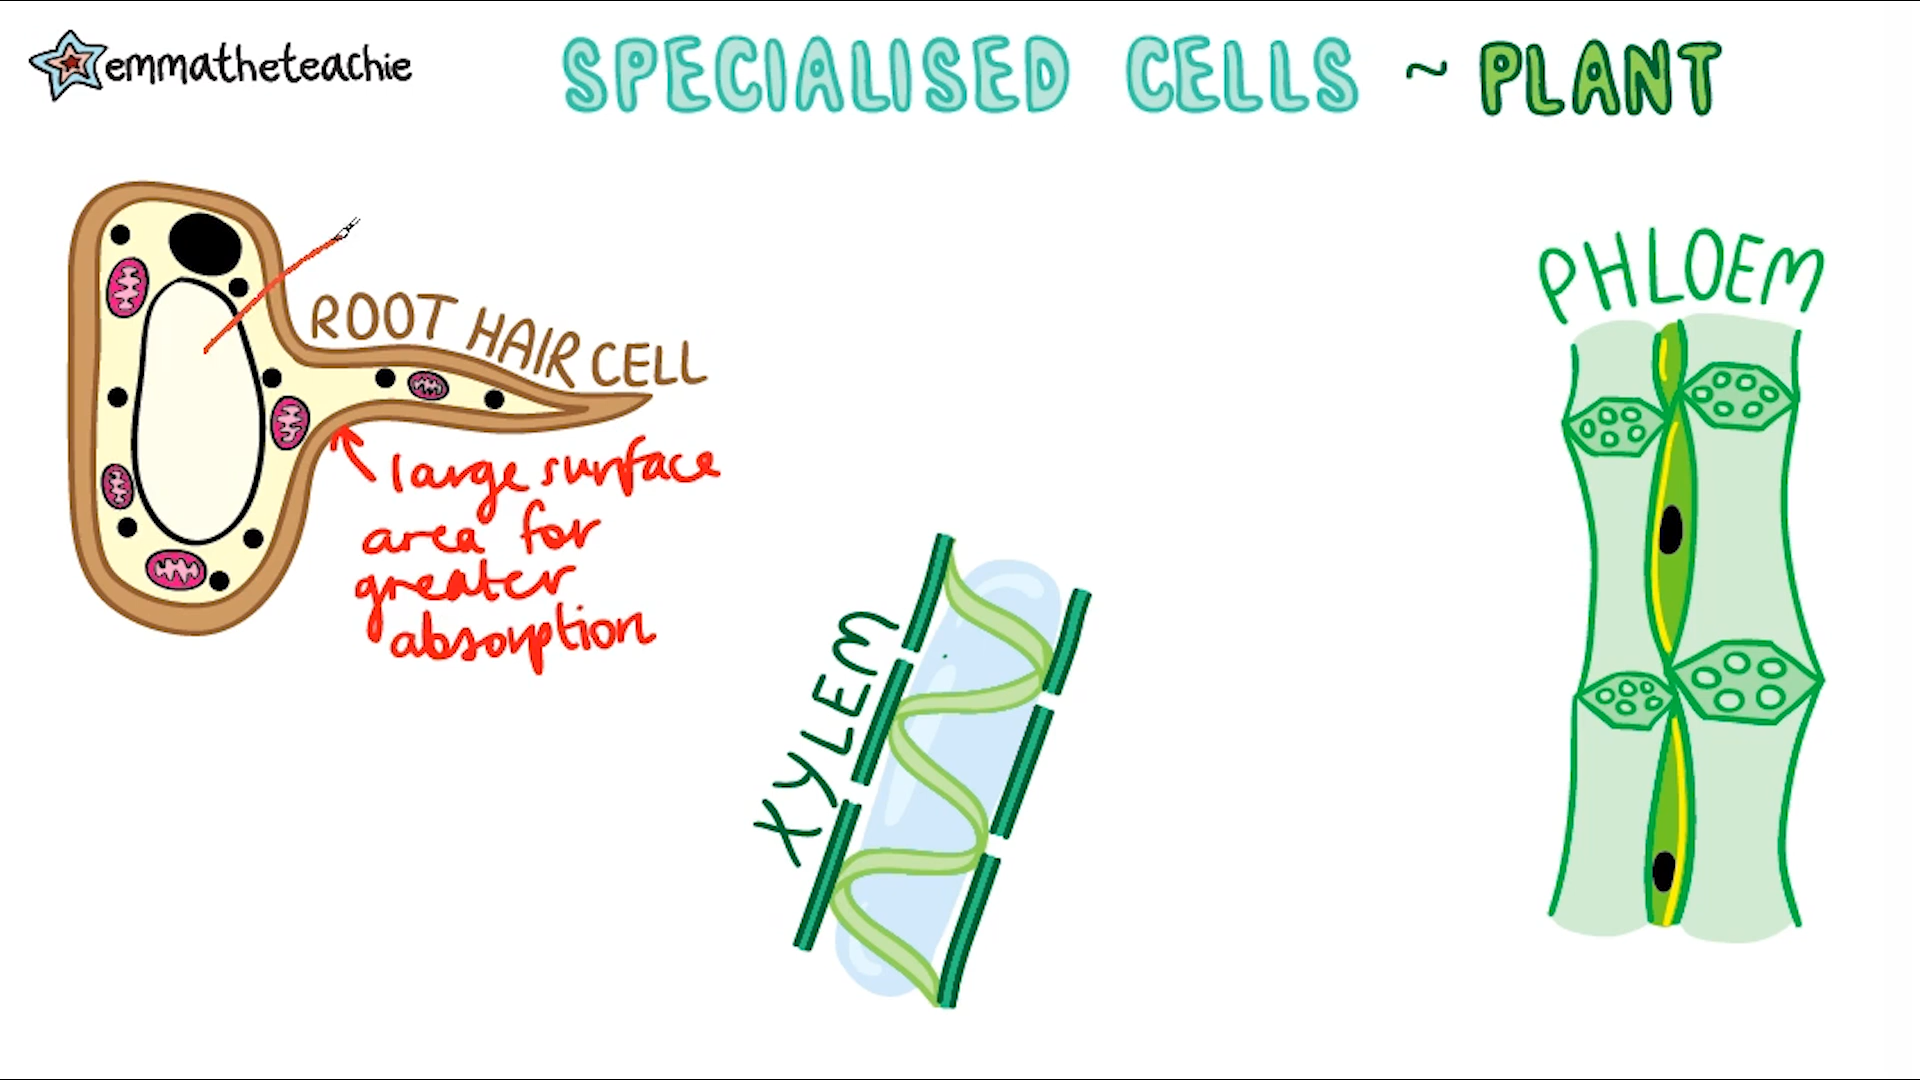 emmatheteachie
SPECIALISED CELLS ~ PLANT
ROOT HAIR CELL
large surface
area for
greater
absorption
XYLEM
PHLOEM